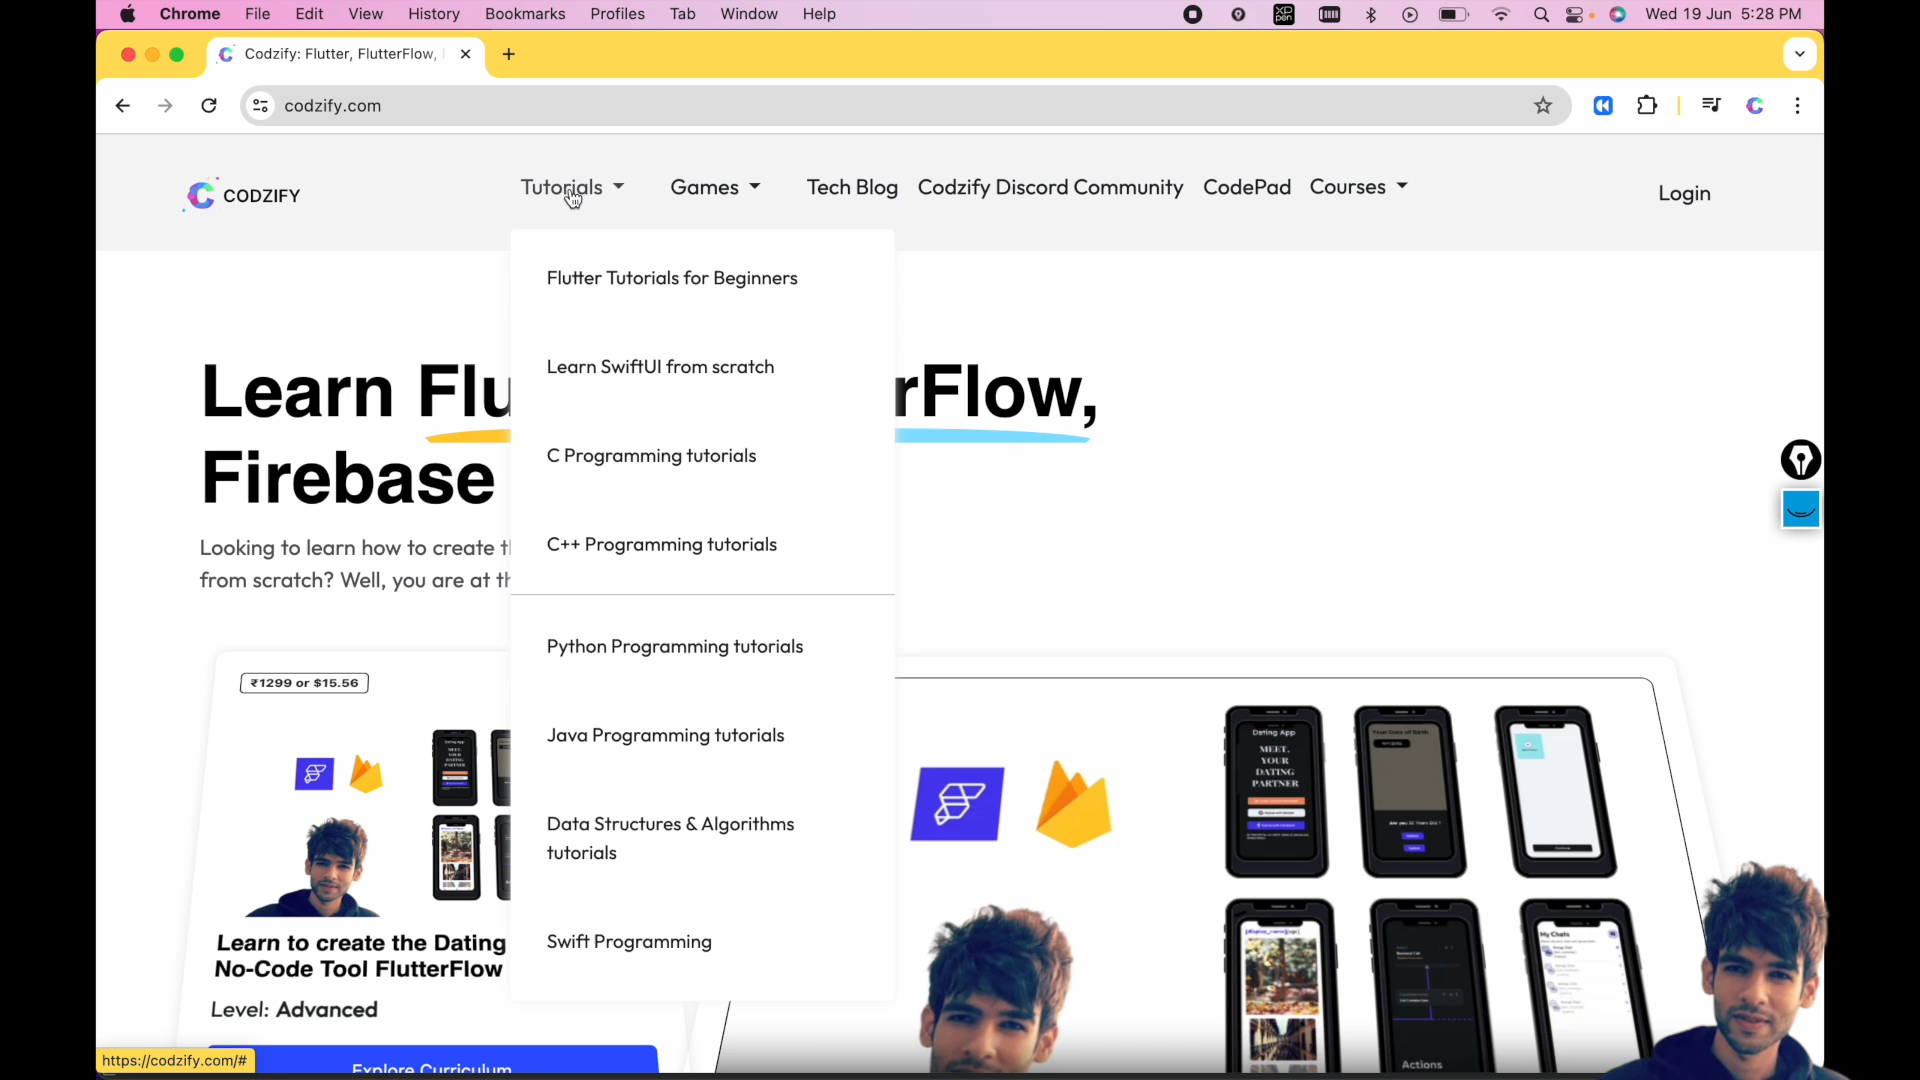 Chrome File Edit View History Bookmarks Profiles Tab Window Help
Wed 19 Jun 5:28 PM
Codzify: Flutter, FlutterFlow,
codzify.com
CODZIFY
Tutorials
Games
Tech Blog
Codzify Discord Community
CodePad
Courses
Login
Flutter Tutorials for Beginners
Learn SwiftUI from scratch
C Programming tutorials
C++ Programming tutorials
Python Programming tutorials
Java Programming tutorials
Data Structures & Algorithms
tutorials
Swift Programming
Learn Flu rFlow,
Firebase
Looking to learn how to create
from scratch? Well, you are at
₹1299 or $15.56
Learn to create the Dating
No-Code Tool FlutterFlow
Level: Advanced
Explore Curriculum
Dating App
MEET,
YOUR
DATING
PARTNER
Your Date of Birth
My Chats
Actions
https://codzify.com/#